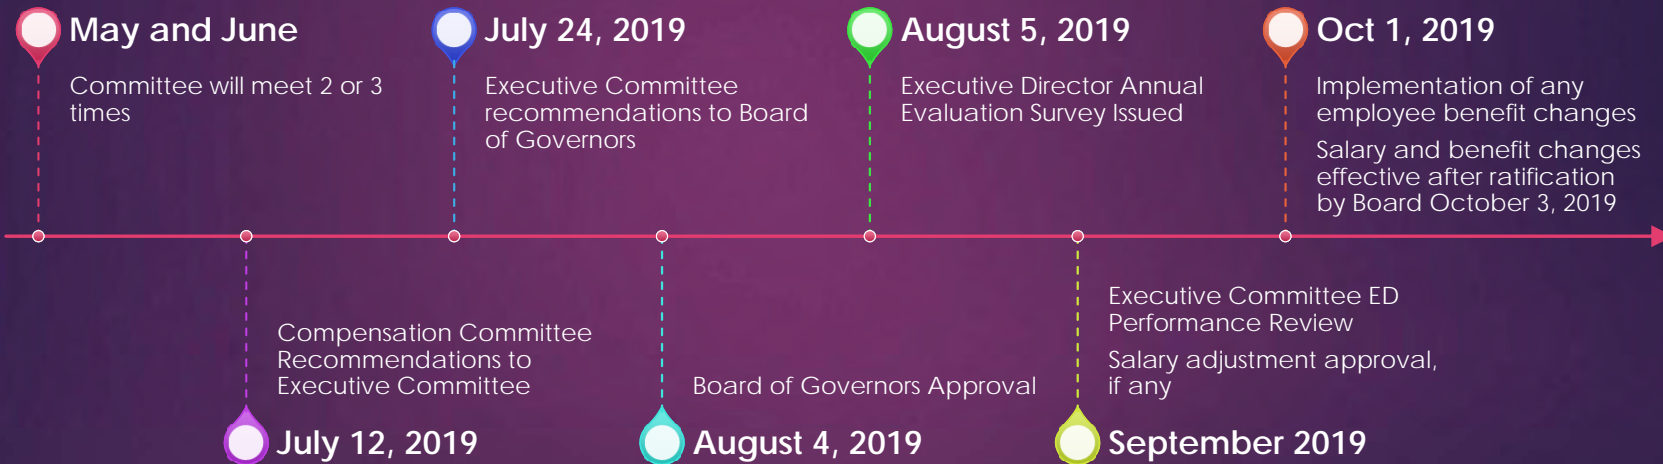 May and June
Committee will meet 2 or 3
times
July 12, 2019
Compensation Committee
Recommendations to
Executive Committee
July 24, 2019
Executive Committee
recommendations to Board
of Governors
August 4, 2019
Board of Governors Approval
August 5, 2019
Executive Director Annual
Evaluation Survey Issued
September 2019
Executive Committee ED
Performance Review
Salary adjustment approval,
if any
Oct 1, 2019
Implementation of any
employee benefit changes
Salary and benefit changes
effective after ratification
by Board October 3, 2019